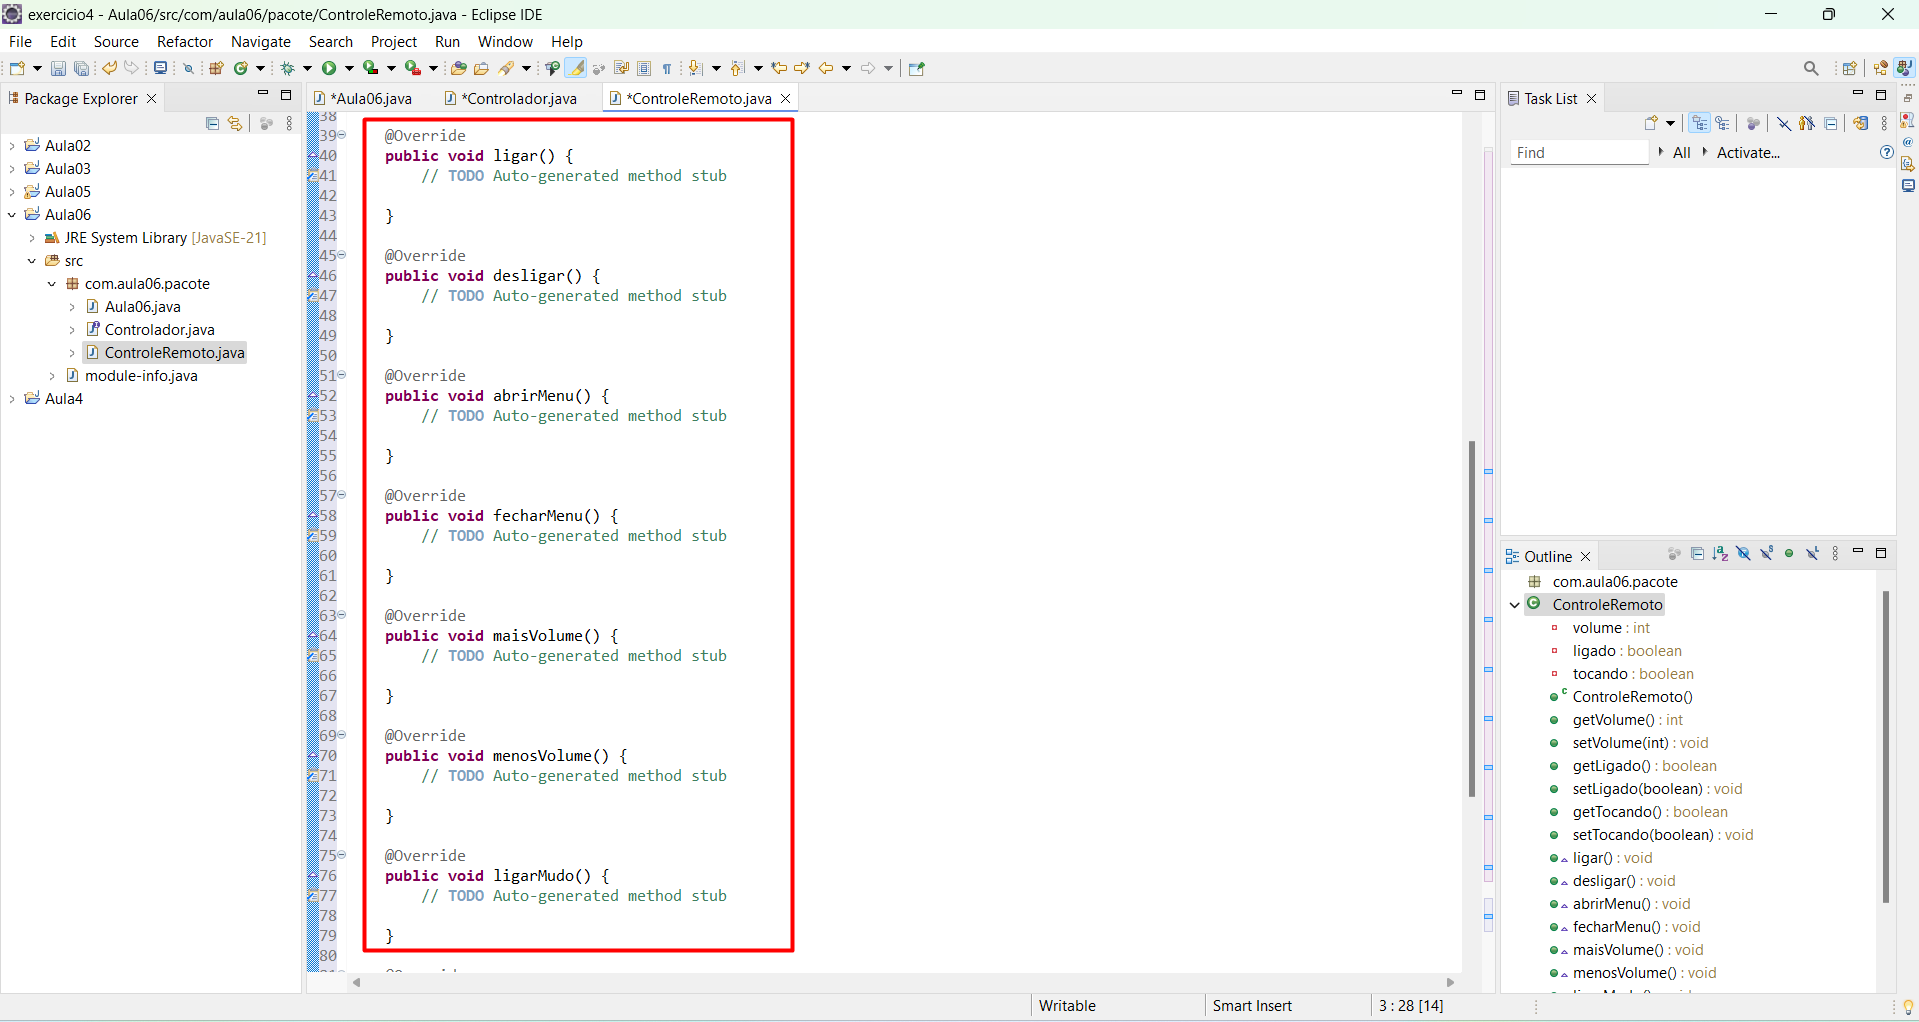 exercicio4 - Aula06/src/com/aula06/pacote/ControleRemoto.java - Eclipse IDE
File Edit Source Refactor Navigate Search Project Run Window Help
Package Explorer
Aula02
Aula03
Aula05
Aula06
JRE System Library [JavaSE-21]
src
com.aula06.pacote
Aula06.java
Controlador.java
ControleRemoto.java
module-info.java
Aula4
*Aula06.java *Controlador.java *ControleRemoto.java
38
39 @Override
40 public void ligar() {
41 // TODO Auto-generated method stub
42
43 }
44
45 @Override
46 public void desligar() {
47 // TODO Auto-generated method stub
48
49 }
50
51 @Override
52 public void abrirMenu() {
53 // TODO Auto-generated method stub
54
55 }
56
57 @Override
58 public void fecharMenu() {
59 // TODO Auto-generated method stub
60
61 }
62
63 @Override
64 public void maisVolume() {
65 // TODO Auto-generated method stub
66
67 }
68
69 @Override
70 public void menosVolume() {
71 // TODO Auto-generated method stub
72
73 }
74
75 @Override
76 public void ligarMudo() {
77 // TODO Auto-generated method stub
78
79 }
80
Task List
Find All Activate...
Outline
com.aula06.pacote
ControleRemoto
volume : int
ligado : boolean
tocando : boolean
ControleRemoto()
getVolume() : int
setVolume(int) : void
getLigado() : boolean
setLigado(boolean) : void
getTocando() : boolean
setTocando(boolean) : void
ligar() : void
desligar() : void
abrirMenu() : void
fecharMenu() : void
maisVolume() : void
menosVolume() : void
Writable Smart Insert 3 : 28 [14]